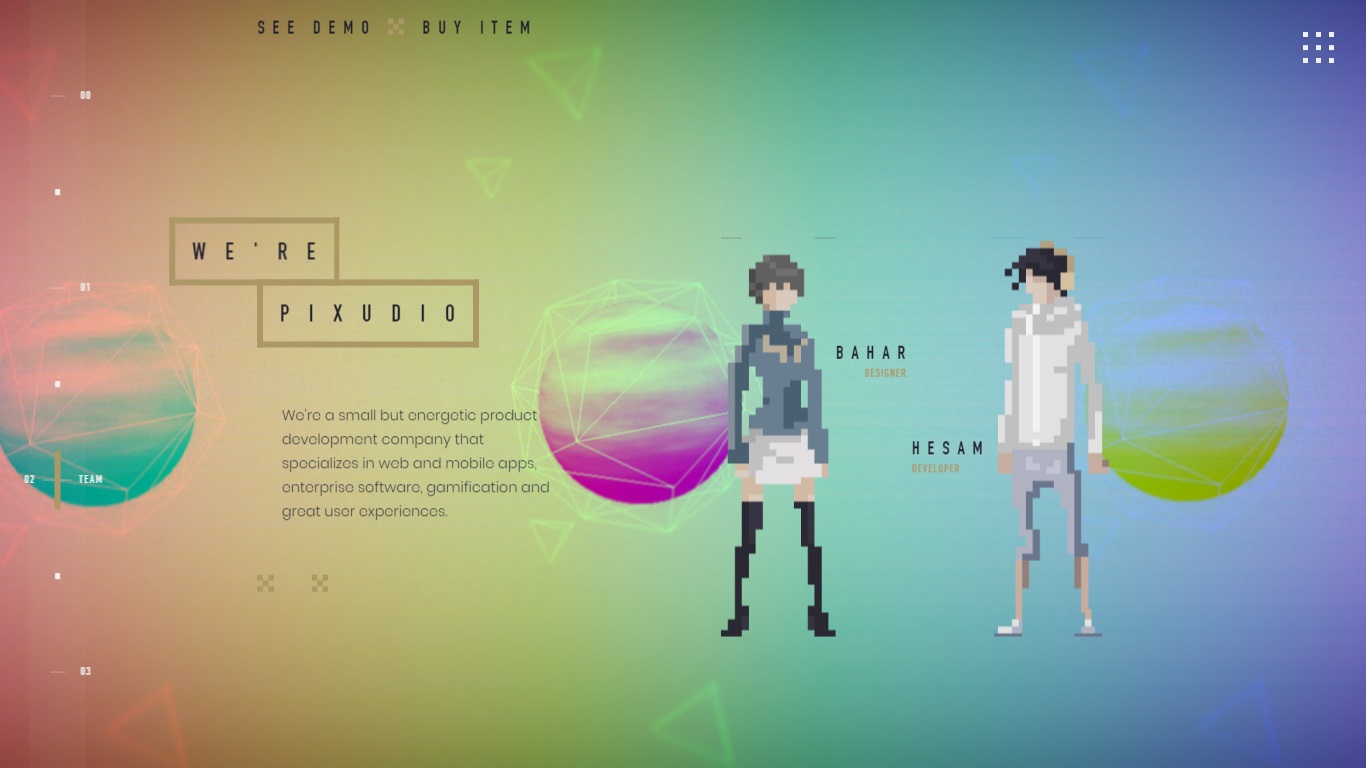 SEE DEMO BUY ITEM
00
WE'RE
01
PIXUDIO
BAHAR
DESIGNER
We're a small but energetic product
development company that
specializes in web and mobile apps,
enterprise software, gamification and
great user experiences.
HESAM
DEVELOPER
02 TEAM
03